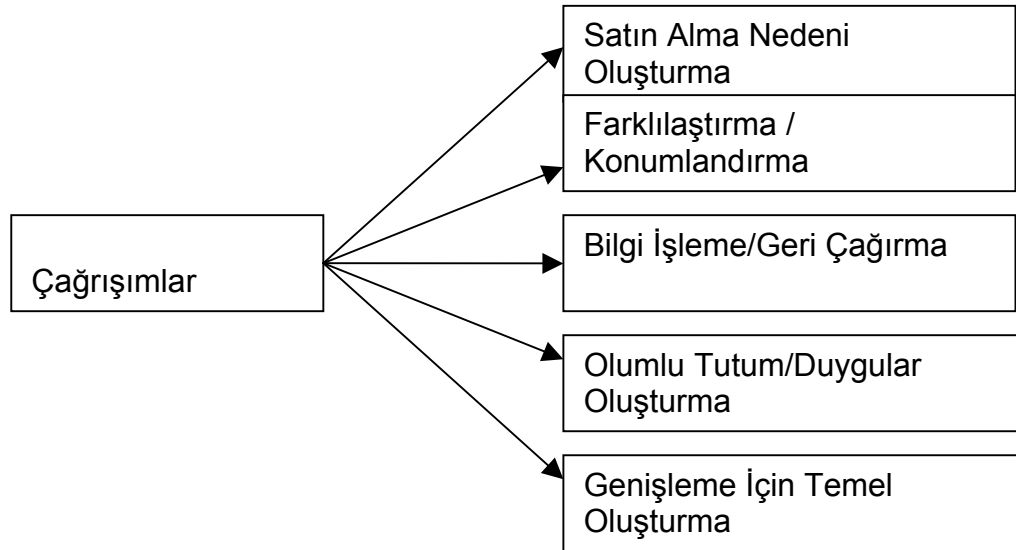 Satın Alma Nedeni
Oluşturma
Farklılaştırma /
Konumlandırma
Çağrışımlar
Bilgi İşleme/Geri Çağırma
Olumlu Tutum/Duygular
Oluşturma
Genişleme İçin Temel
Oluşturma